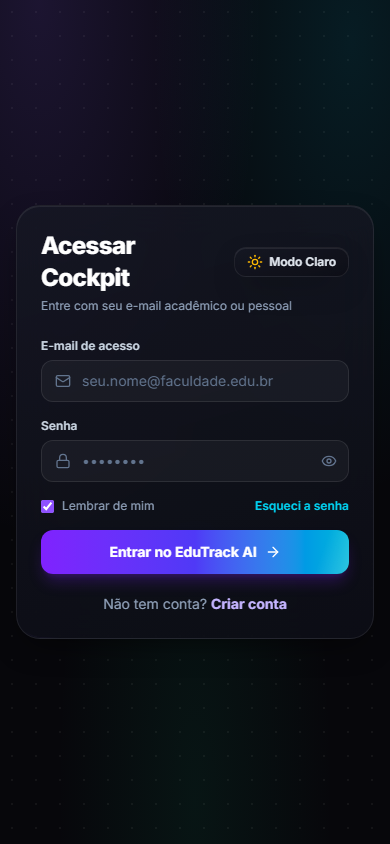 Acessar
Cockpit
Modo Claro
Entre com seu e-mail acadêmico ou pessoal
E-mail de acesso
seu.nome@faculdade.edu.br
Senha
••••••••
Lembrar de mim
Esqueci a senha
Entrar no EduTrack AI →
Não tem conta? Criar conta